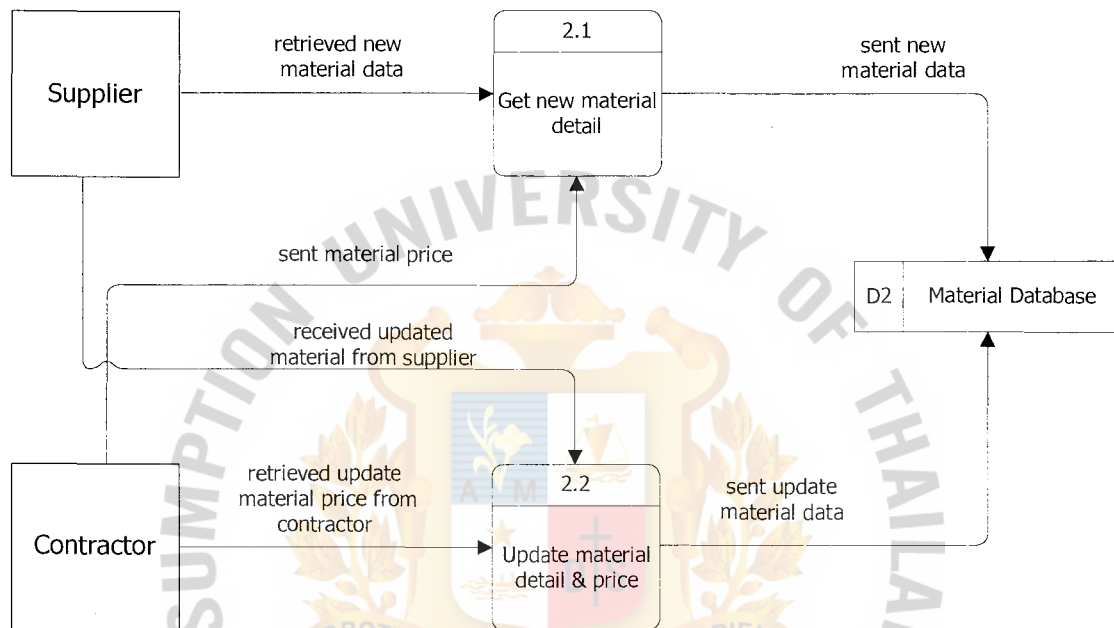 2.1
retrieved new
material data
sent new
material data
Supplier
Get new material
detail
UNIVERSITY OF
sent material price
D2
Material Database
received updated
material from supplier
2.2
retrieved update
material price from
contractor
sent update
material data
A M
Contractor
Update material
detail & price
D S